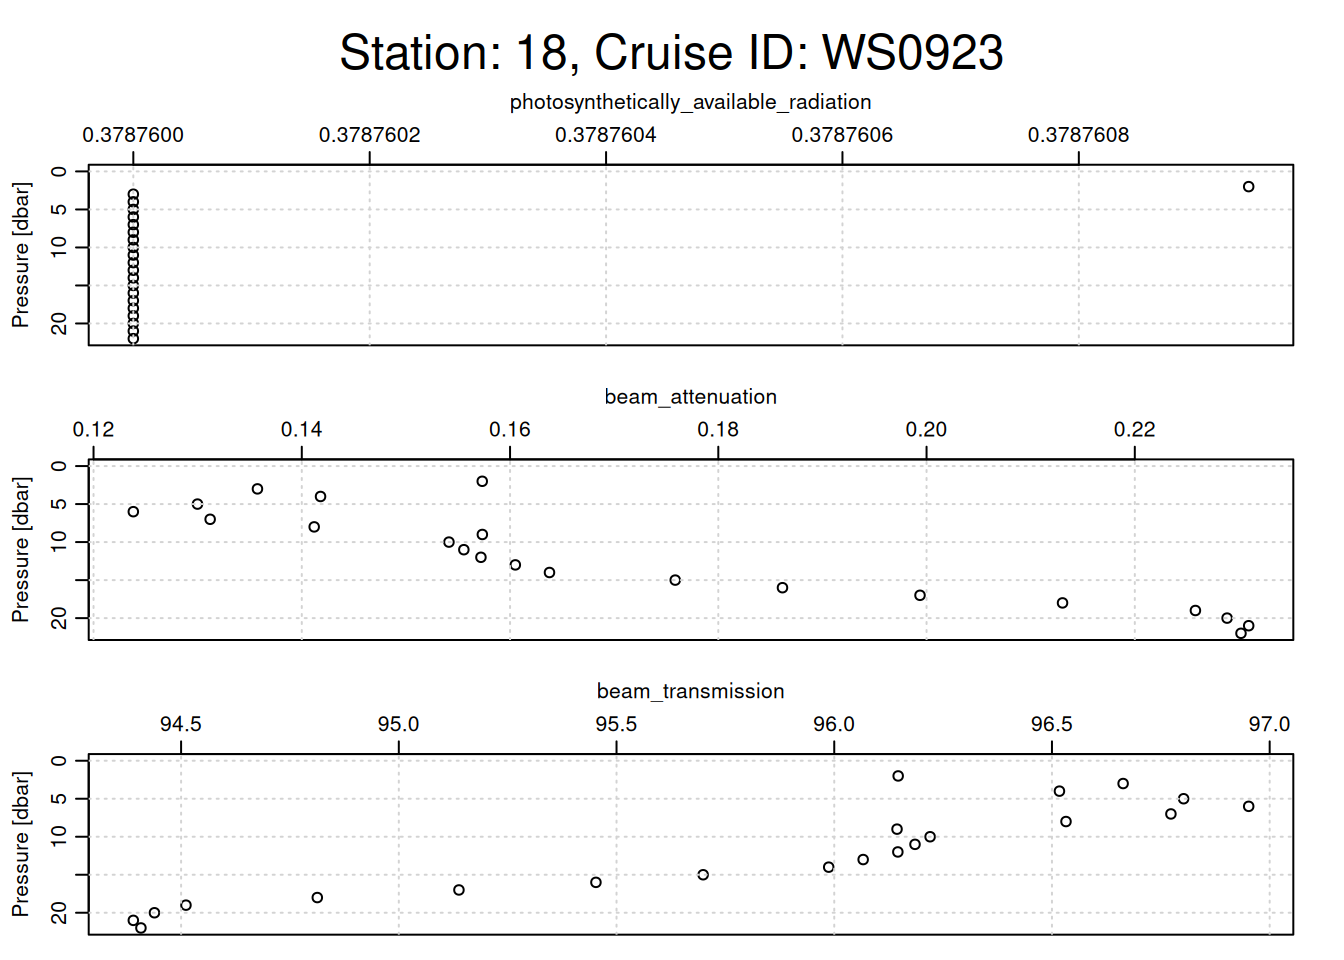 Station: 18, Cruise ID: WS0923
photosynthetically_available_radiation
0.3787600 0.3787602 0.3787604 0.3787606 0.3787608
Pressure [dbar]
0
5
10
20
beam_attenuation
0.12 0.14 0.16 0.18 0.20 0.22
Pressure [dbar]
0
5
10
20
beam_transmission
94.5 95.0 95.5 96.0 96.5 97.0
Pressure [dbar]
0
5
10
20